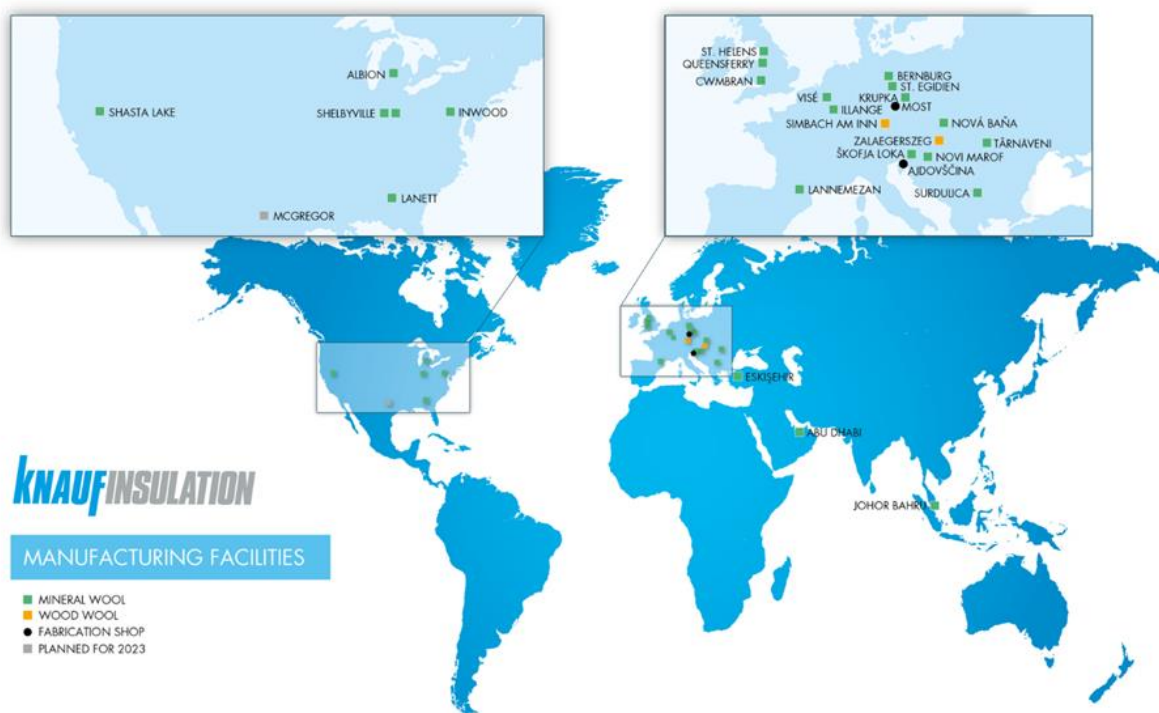 ALBION
SHASTA LAKE
SHELBYVILLE
INWOOD
LANETT
MCGREGOR
ST. HELENS
QUEENSFERRY
CWMBRAN
BERNBURG
ST. EGIDIEN
VISÉ
KRUPKA
MOST
ILLANGE
SIMBACH AM INN
NOVÁ BAŇA
ZALAEGERSZEG
TÂRNAVENI
ŠKOFJA LOKA
NOVI MAROF
AJDOVŠČINA
LANNEMEZAN
SURDULICA
ESKIŞEHIR
ABU DHABI
JOHOR BAHRU
KNAUFINSULATION
MANUFACTURING FACILITIES
MINERAL WOOL
WOOD WOOL
FABRICATION SHOP
PLANNED FOR 2023